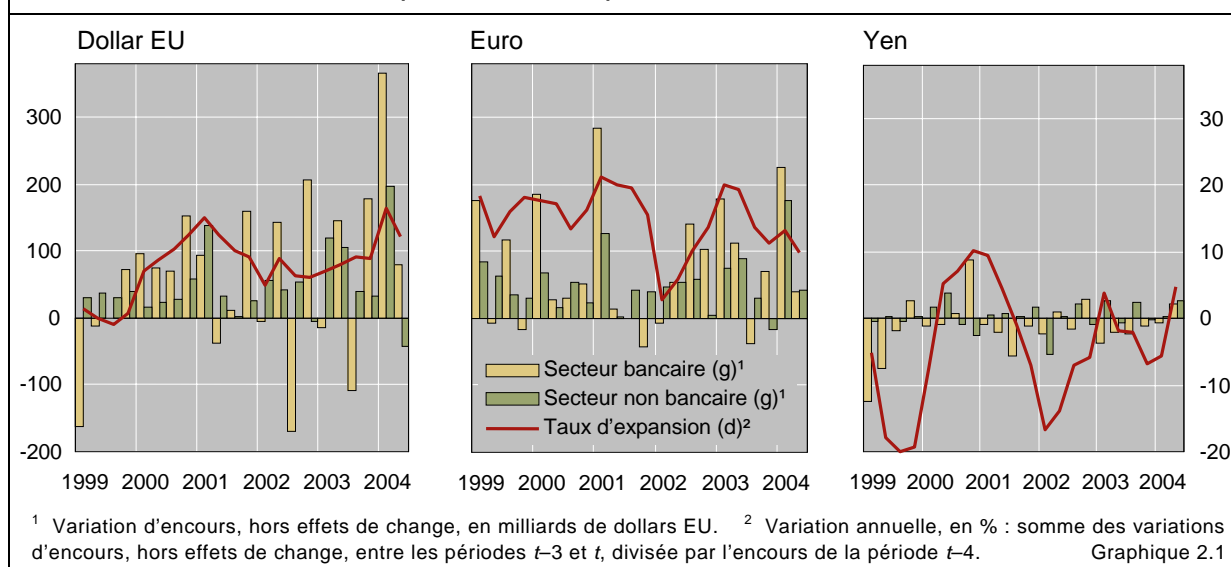 Dollar EU
Euro
Yen
300
200
100
0
-100
-200
30
20
10
0
-10
-20
Secteur bancaire (g)¹
Secteur non bancaire (g)¹
Taux d'expansion (d)²
1999 2000 2001 2002 2003 2004
1999 2000 2001 2002 2003 2004
1999 2000 2001 2002 2003 2004
¹ Variation d'encours, hors effets de change, en milliards de dollars EU. ² Variation annuelle, en % : somme des variations
d'encours, hors effets de change, entre les périodes t–3 et t, divisée par l'encours de la période t–4. Graphique 2.1